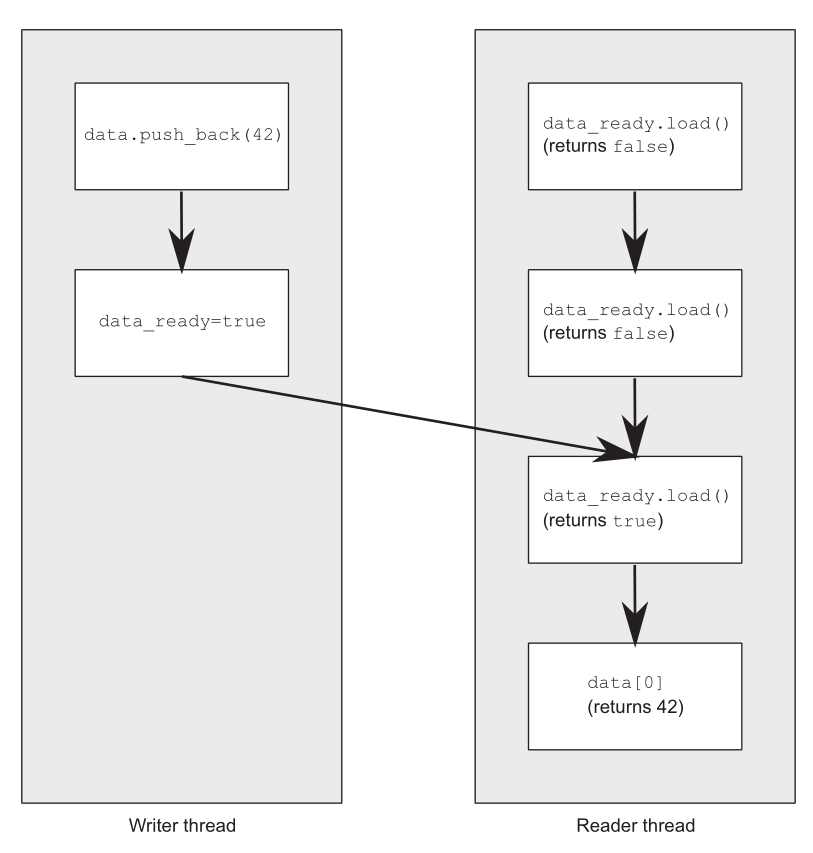 data.push_back(42)
data_ready=true
Writer thread
data_ready.load()
(returns false)
data_ready.load()
(returns false)
data_ready.load()
(returns true)
data[0]
(returns 42)
Reader thread